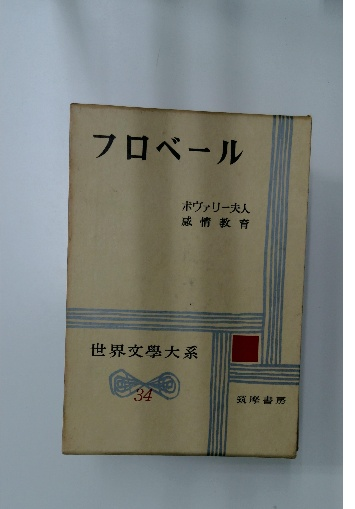 フロベール
ボヴァリー夫人
感情教育
世界文學大系
34
筑摩書房